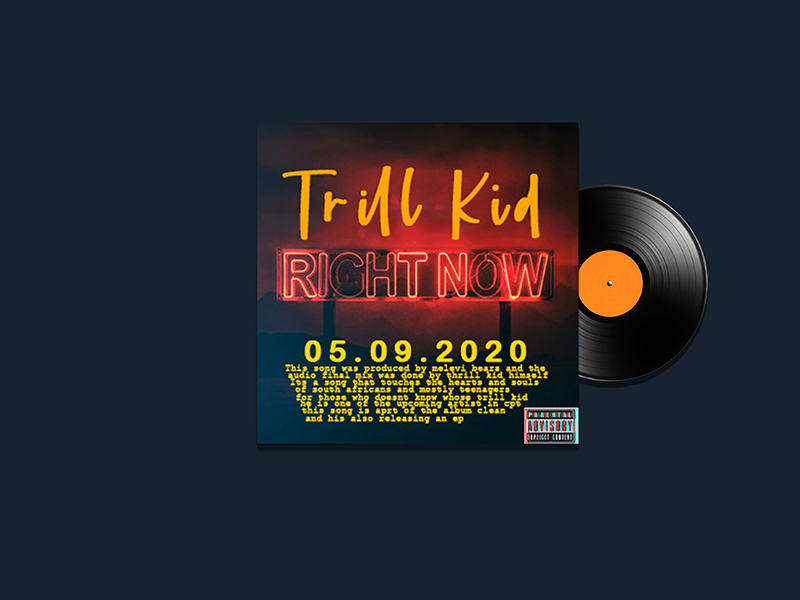 Trill Kid
RIGHT NOW
05.09.2020
This song was produced by melevi bears and the
audio final mix was done by thrill kid himself
to a song that touches the hearts and souls
of south africans and mostly teenagers
for those who doesnt know whose trill kid
he is one of the upcoming artist in cpt
this song is aprt of the album clean
and his also releasing an ep
PARENTAL
ADVISORY
EXPLICIT CONTENT